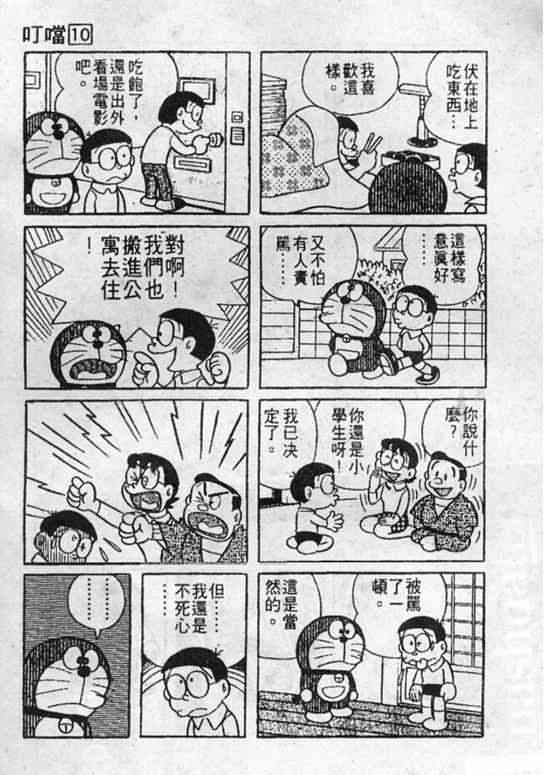 叮噹10
伏在地上
吃東西…
我喜
歡這
樣。
吃飽了，
還是出外
看場電影
吧。
這樣寫
意真好
……
又不怕
有人責
罵……
對啊！
我們也
搬進公
寓去住
！
你說什
麼？
你還是小
學生呀！
我已決
定了。
被罵
了一
頓。
這是當
然的。
但……
我還是
不死心
……
………